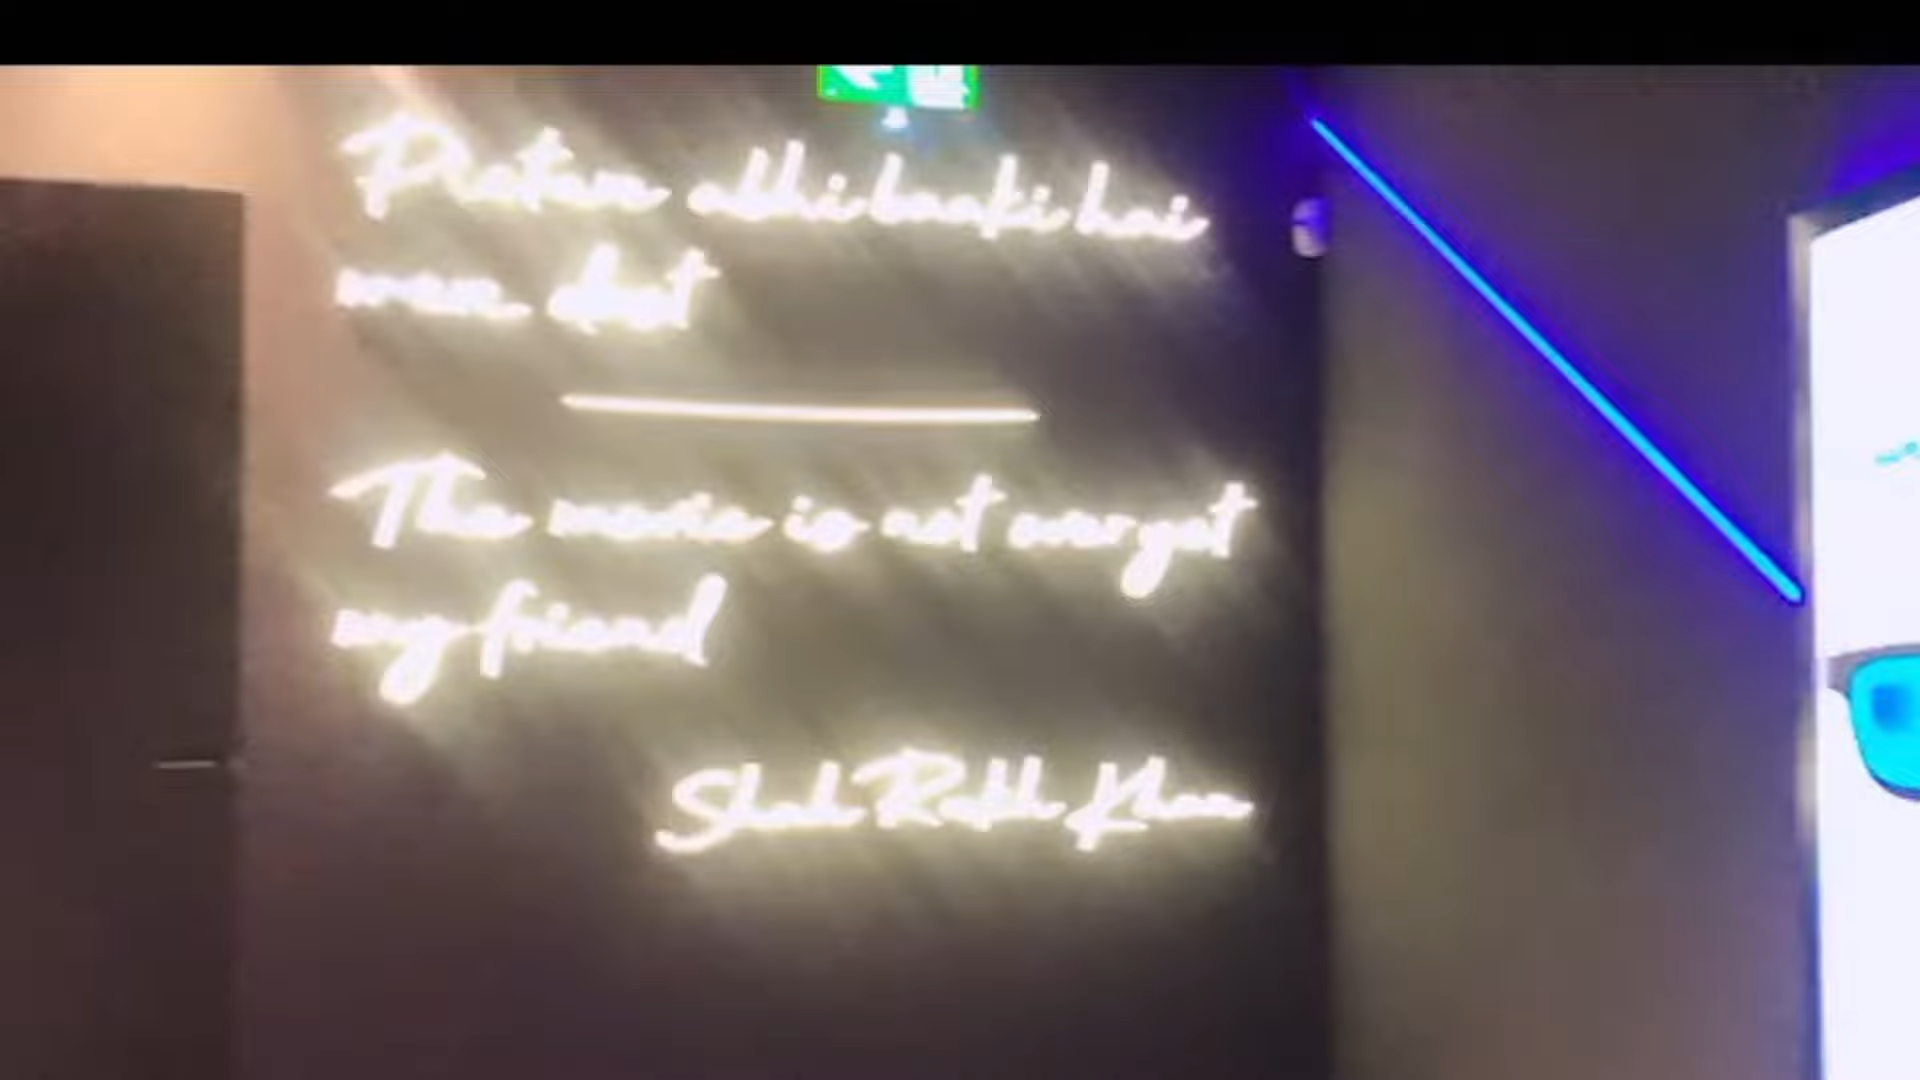 Picture abhi baaki hai
mere dost
The movie is not over yet
my friend
Shah Rukh Khan